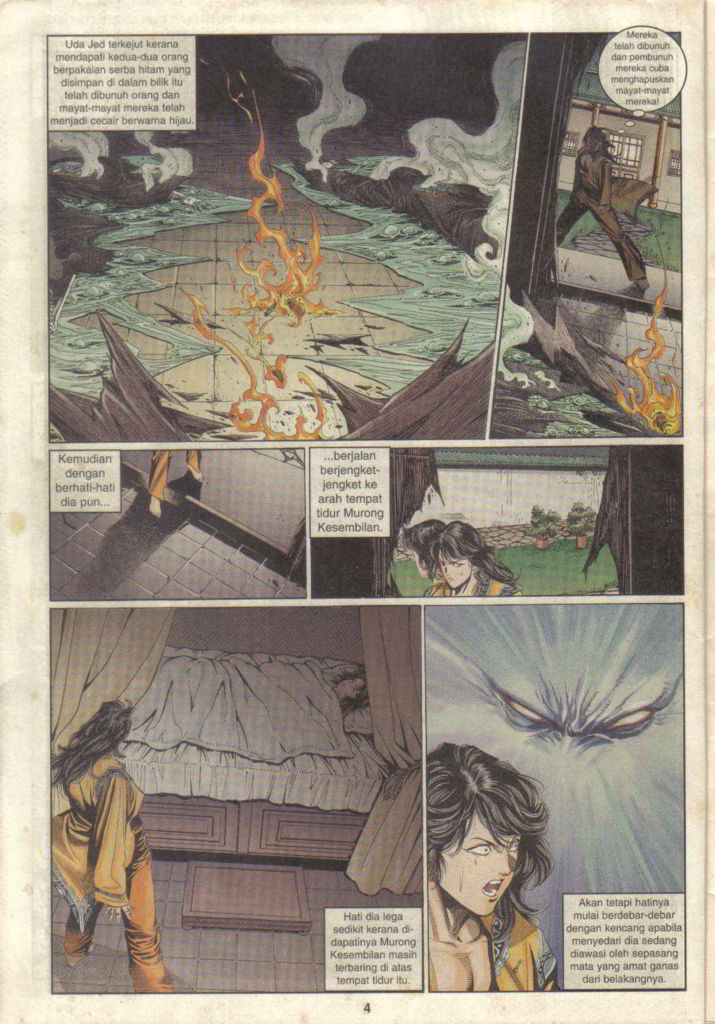 Uda Jed terkejut kerana
mendapati kedua-dua orang
berpakaian serba hitam yang
disimpan di dalam bilik itu
telah dibunuh orang dan
mayat-mayat mereka telah
menjadi cecair berwarna hijau.
Mereka
telah dibunuh
dan pembunuh
mereka cuba
menghapuskan
mayat-mayat
mereka!
Kemudian
dengan
berhati-hati
dia pun...
...berjalan
berjengket-
jengket ke
arah tempat
tidur Murong
Kesembilan.
Hati dia lega
sedikit kerana di-
dapatinya Murong
Kesembilan masih
terbaring di atas
tempat tidur itu.
Akan tetapi hatinya
mulai berdebar-debar
dengan kencang apabila
menyedari dia sedang
diawasi oleh sepasang
mata yang amat ganas
dari belakangnya.
4